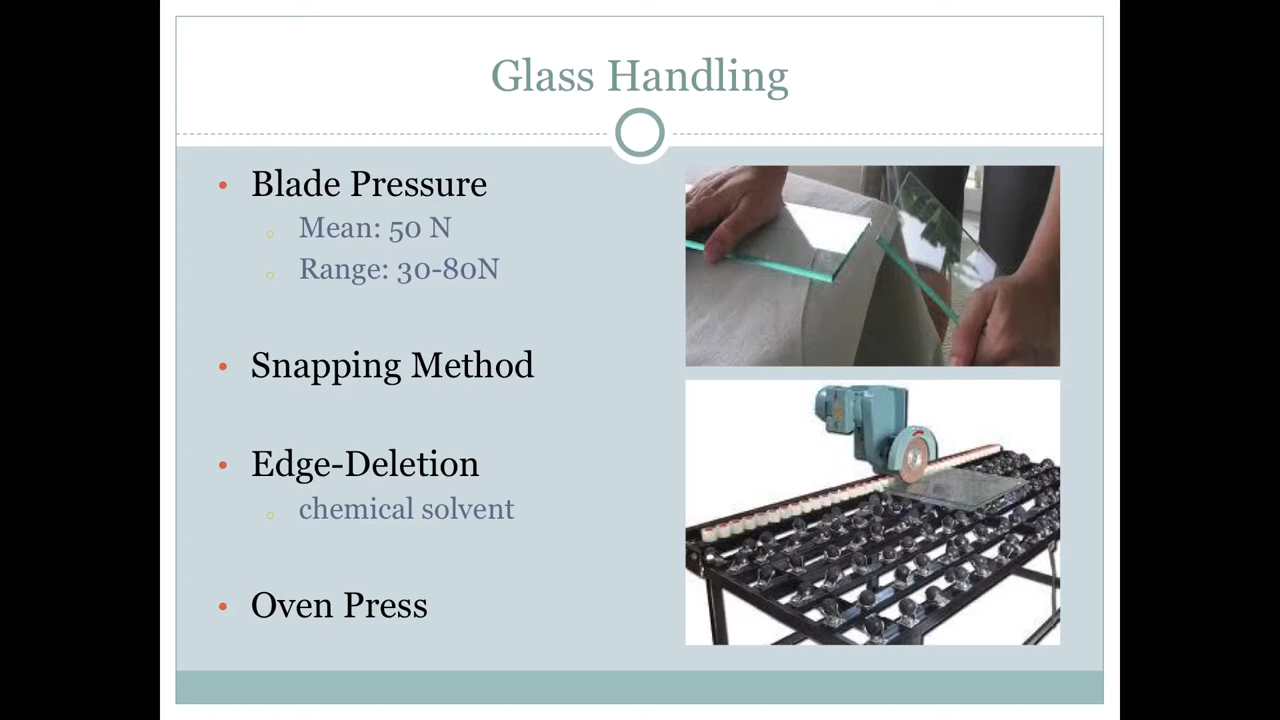 Glass Handling
Blade Pressure
Mean: 50 N
Range: 30-80N
Snapping Method
Edge-Deletion
chemical solvent
Oven Press